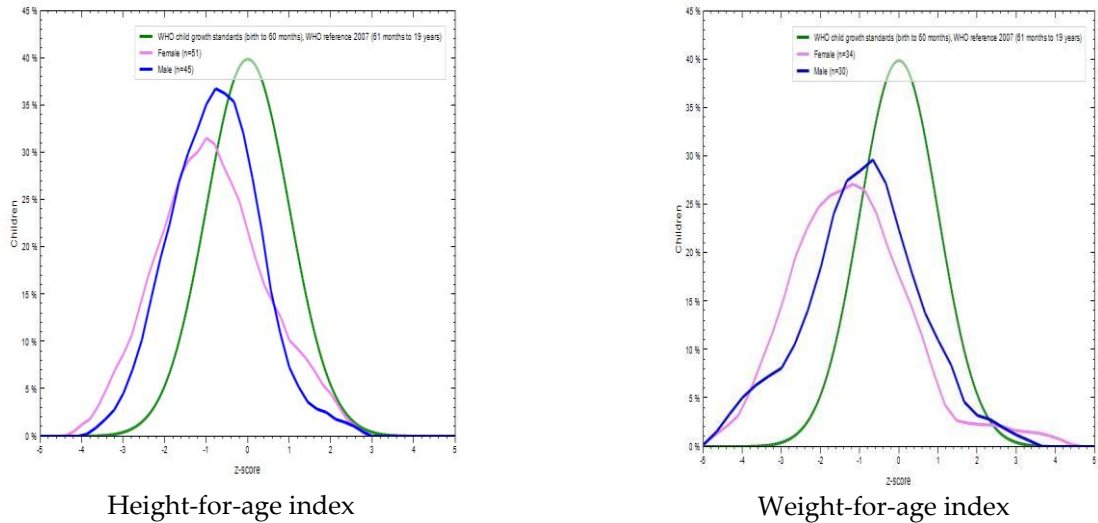 45 %
40 %
35 %
30 %
25 %
20 %
15 %
10 %
5 %
0 %
Children
WHO child growth standards (birth to 60 months), WHO reference 2007 (61 months to 19 years)
Female (n=51)
Male (n=45)
-5 -4 -3 -2 -1 0 1 2 3 4 5
z-score
Height-for-age index
45 %
40 %
35 %
30 %
25 %
20 %
15 %
10 %
5 %
0 %
Children
WHO child growth standards (birth to 60 months), WHO reference 2007 (61 months to 19 years)
Female (n=34)
Male (n=30)
-5 -4 -3 -2 -1 0 1 2 3 4 5
z-score
Weight-for-age index